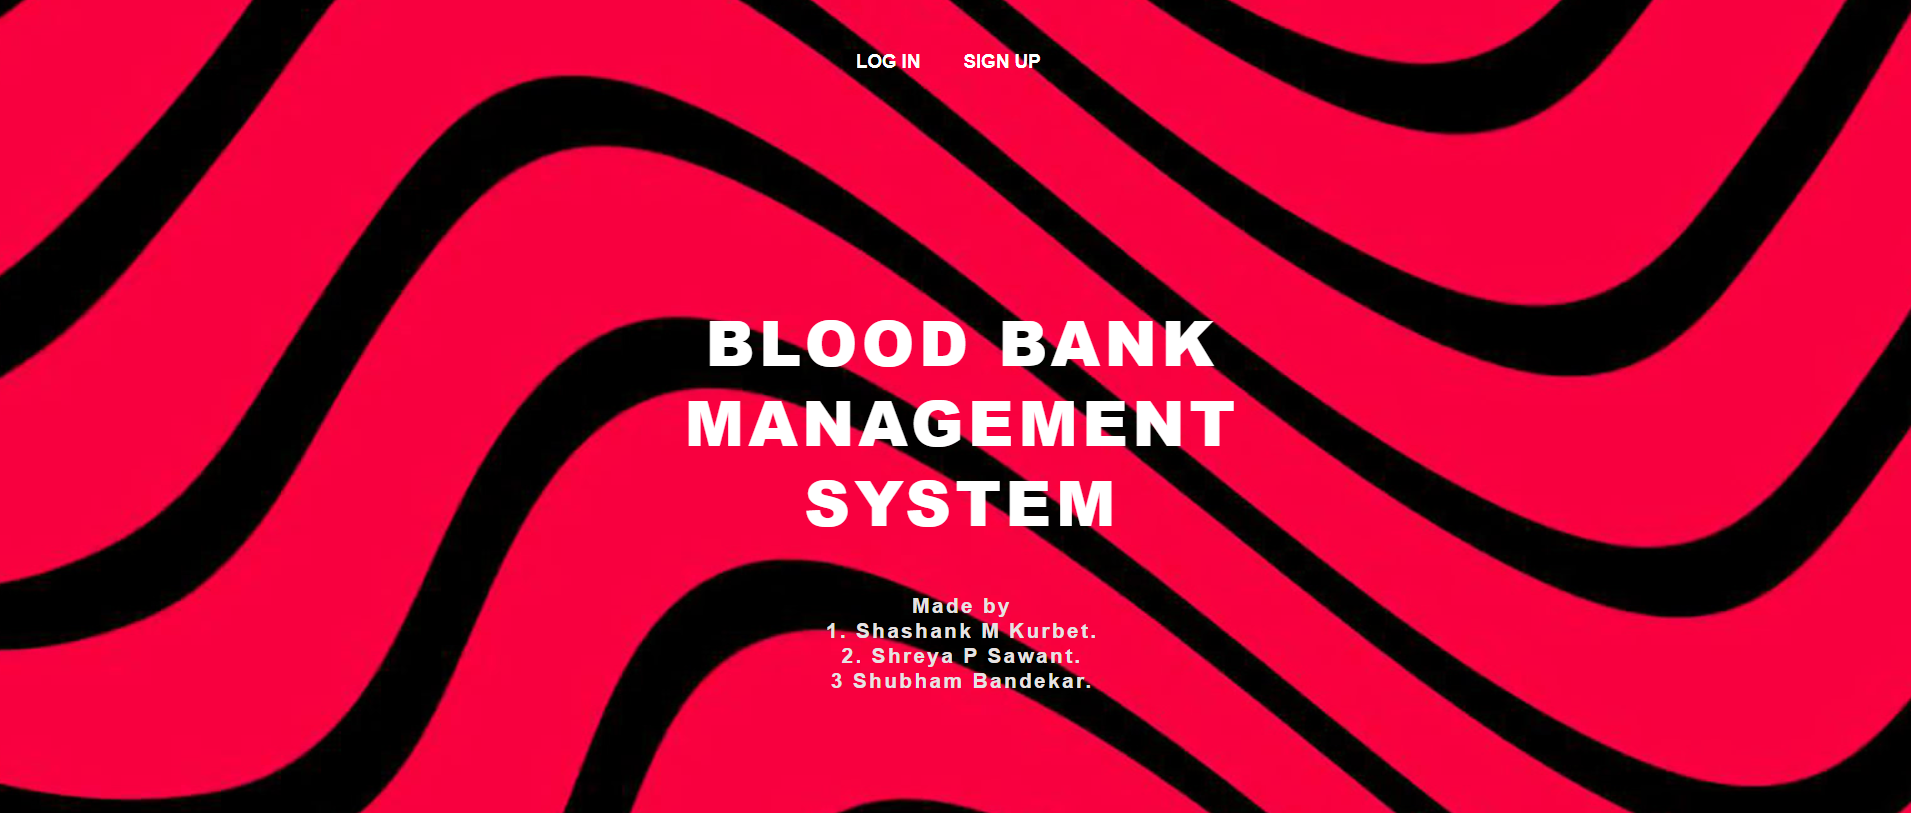 LOG IN SIGN UP
BLOOD BANK
MANAGEMENT
SYSTEM
Made by
1. Shashank M Kurbet.
2. Shreya P Sawant.
3 Shubham Bandekar.